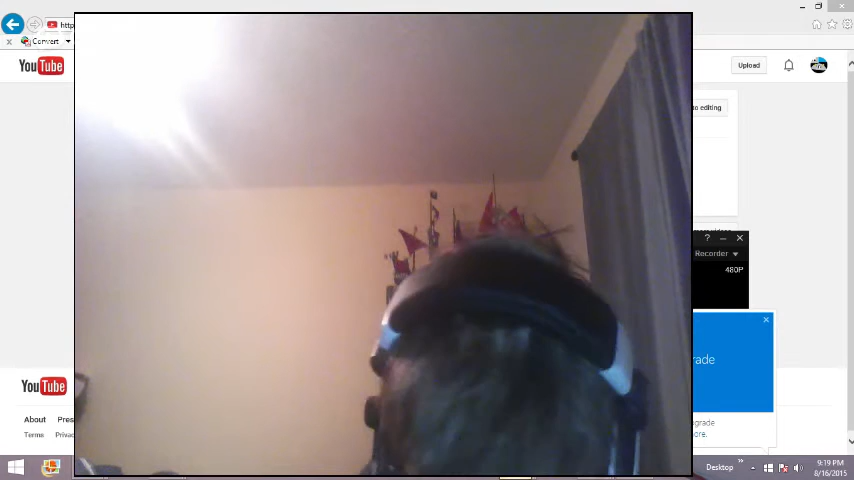 http
Convert
YouTube
Upload
to editing
Recorder
480P
rade
grade
ore.
YouTube
About Pres
Terms Privac
Desktop
9:19 PM
8/16/2015